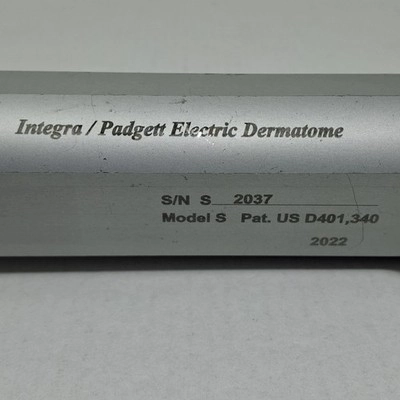 Integra / Padgett Electric Dermatome
S/N S 2037
Model S Pat. US D401,340
2022